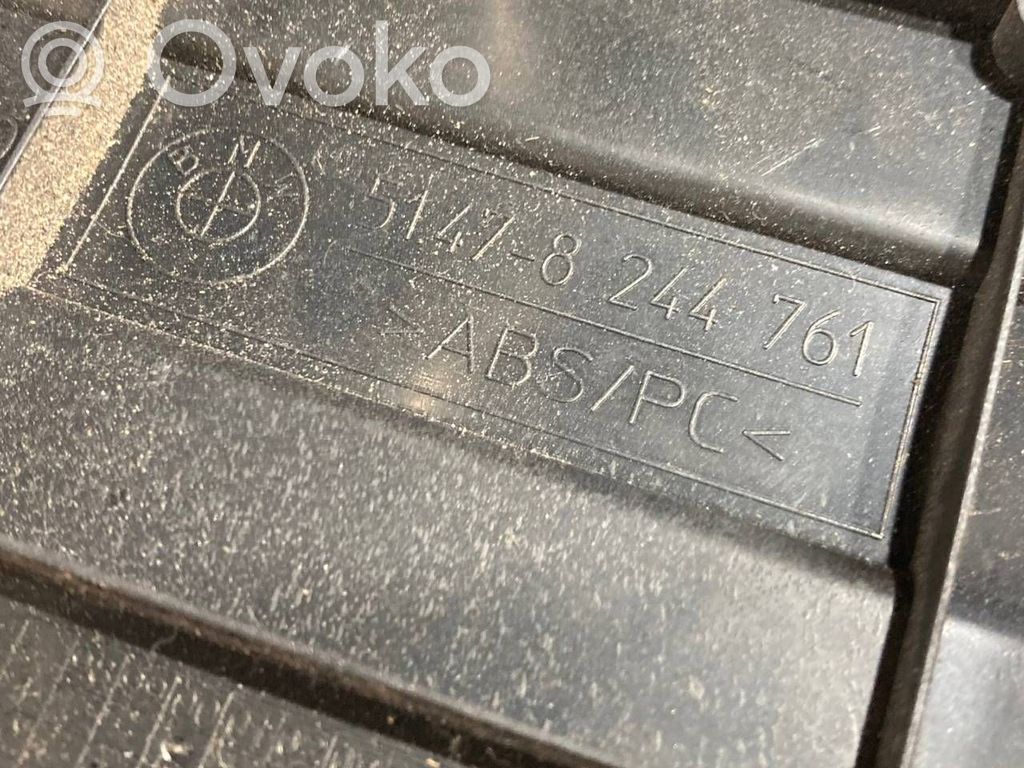 Ovoko
BMW
5147-8 244 761
>ABS/PC<